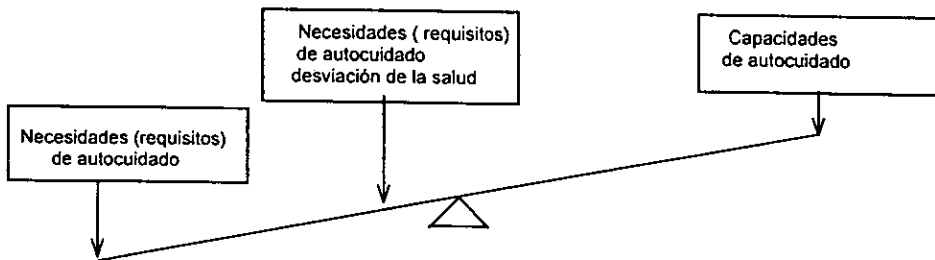 Necesidades (requisitos)
de autocuidado
Necesidades ( requisitos)
de autocuidado
desviación de la salud
Capacidades
de autocuidado